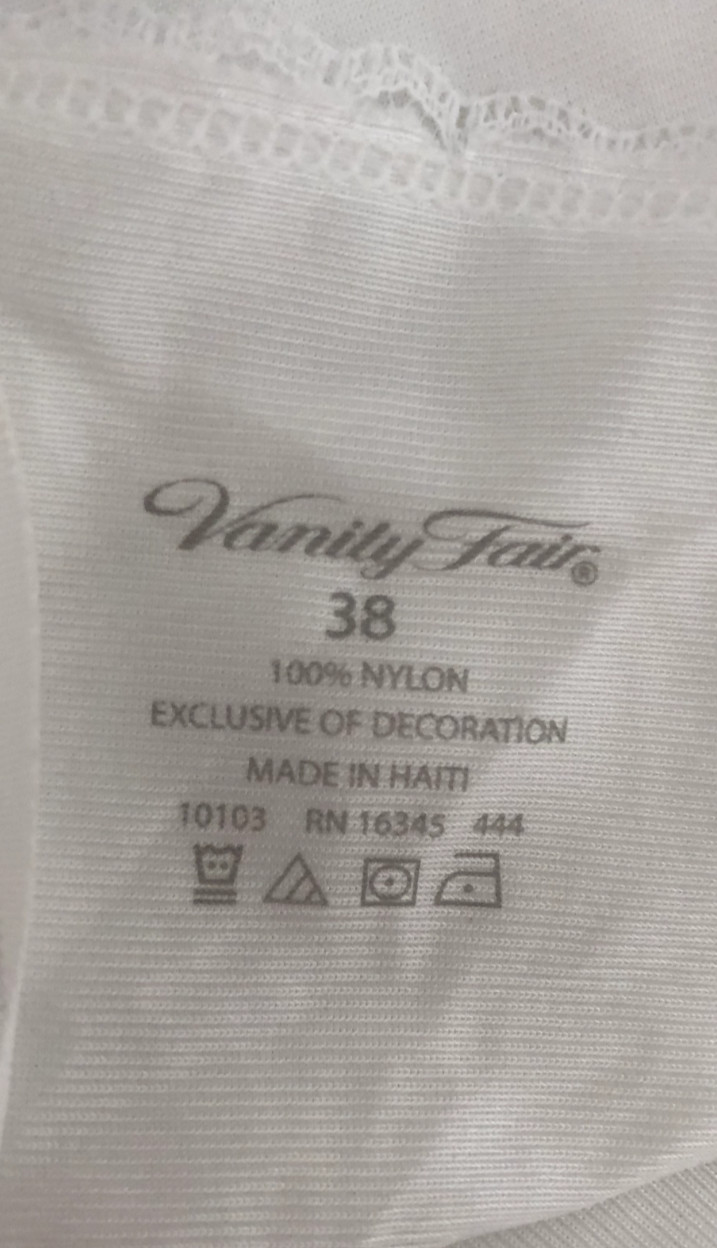 Vanity Fair®
38
100% NYLON
EXCLUSIVE OF DECORATION
MADE IN HAITI
10103 RN 16345 444